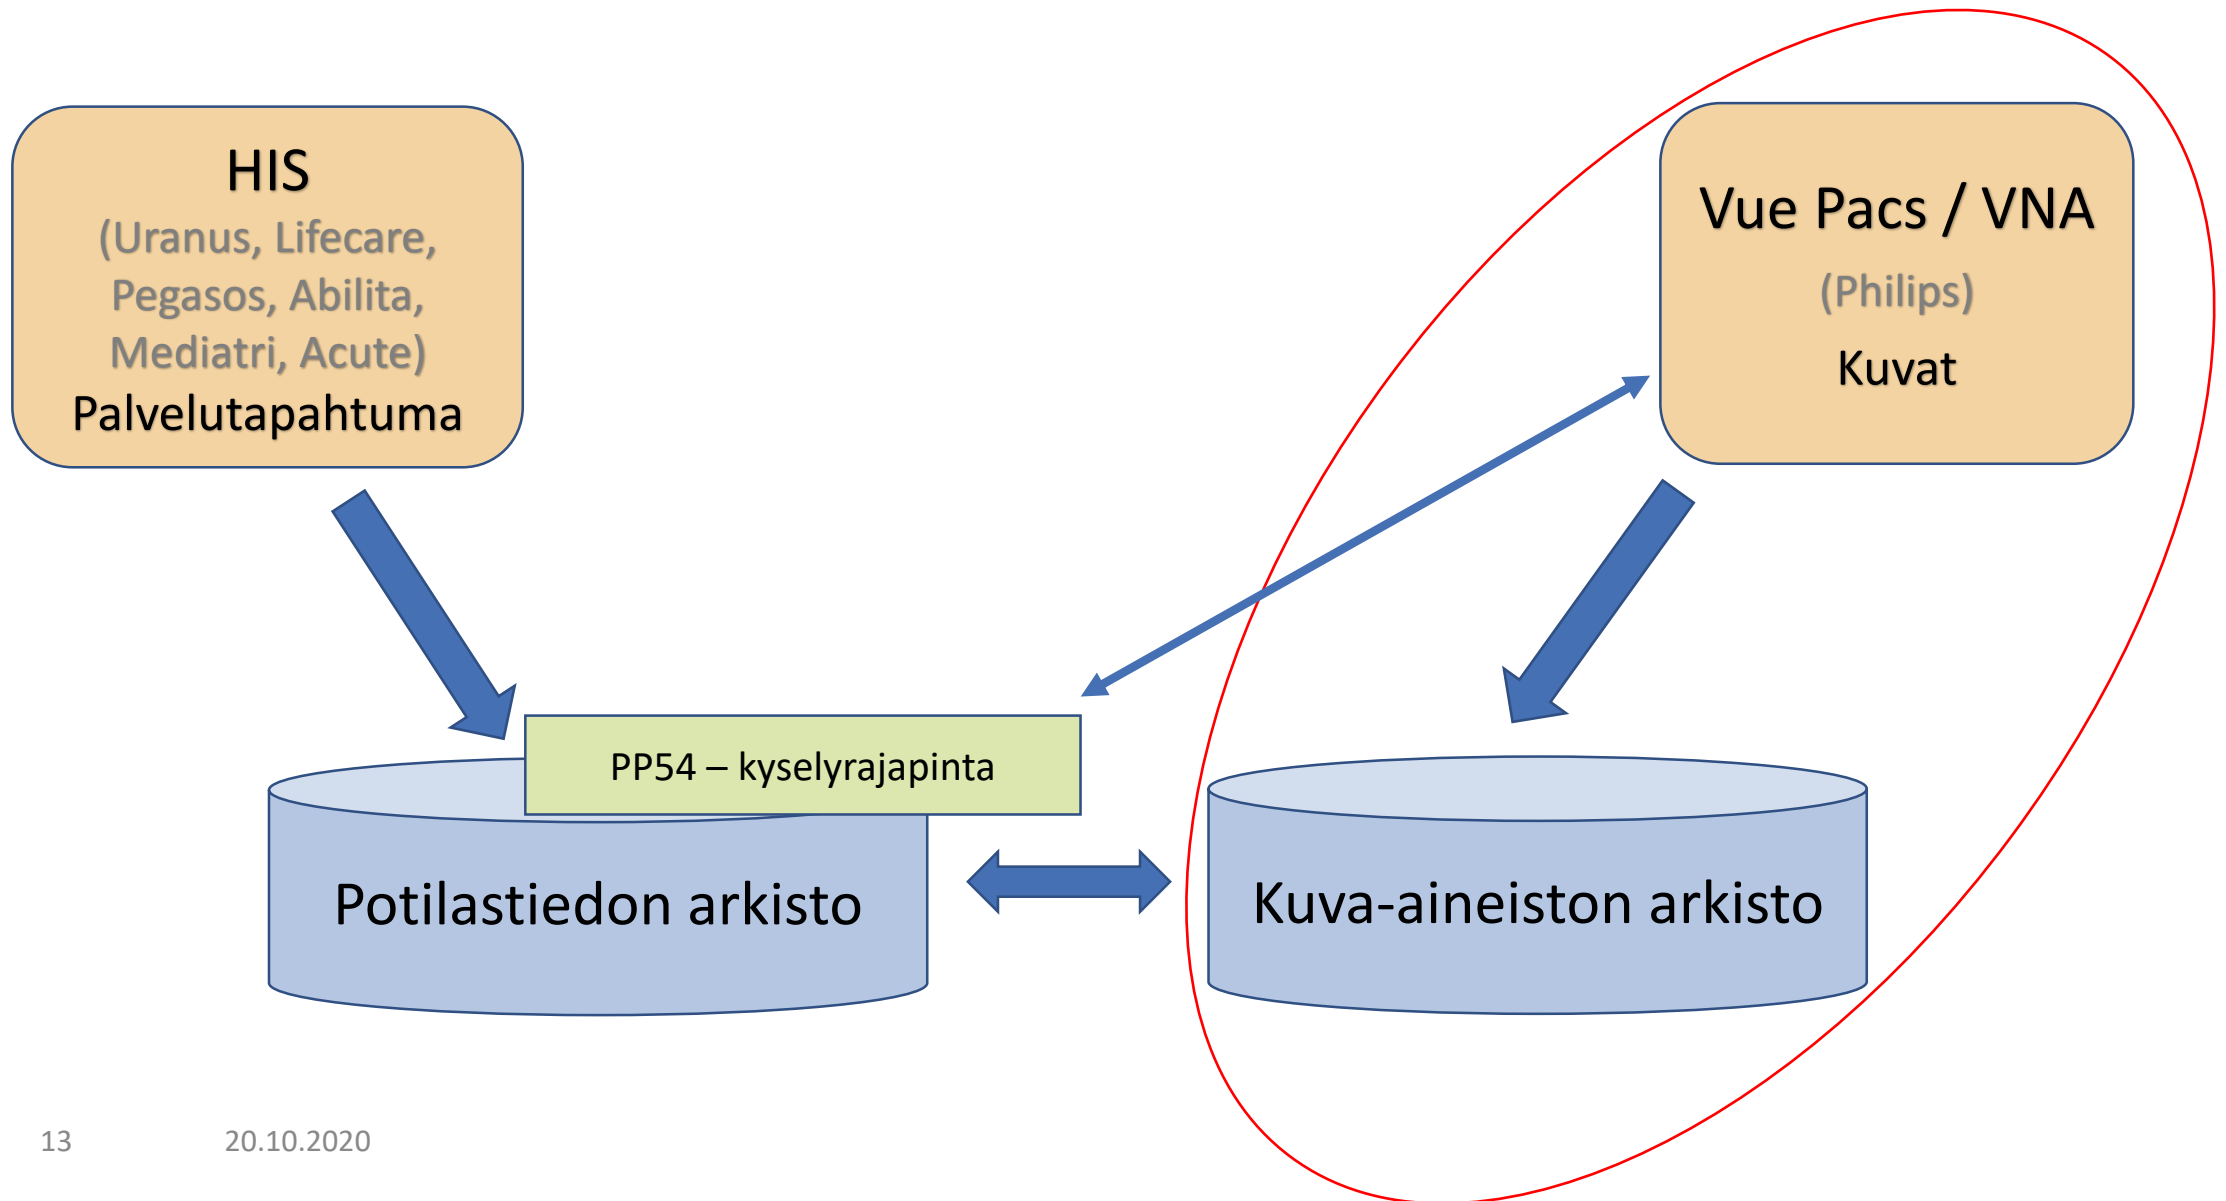 HIS
(Uranus, Lifecare,
Pegasos, Abilita,
Mediatri, Acute)
Palvelutapahtuma
Vue Pacs / VNA
(Philips)
Kuvat
PP54 – kyselyrajapinta
Potilastiedon arkisto
Kuva-aineiston arkisto
13
20.10.2020